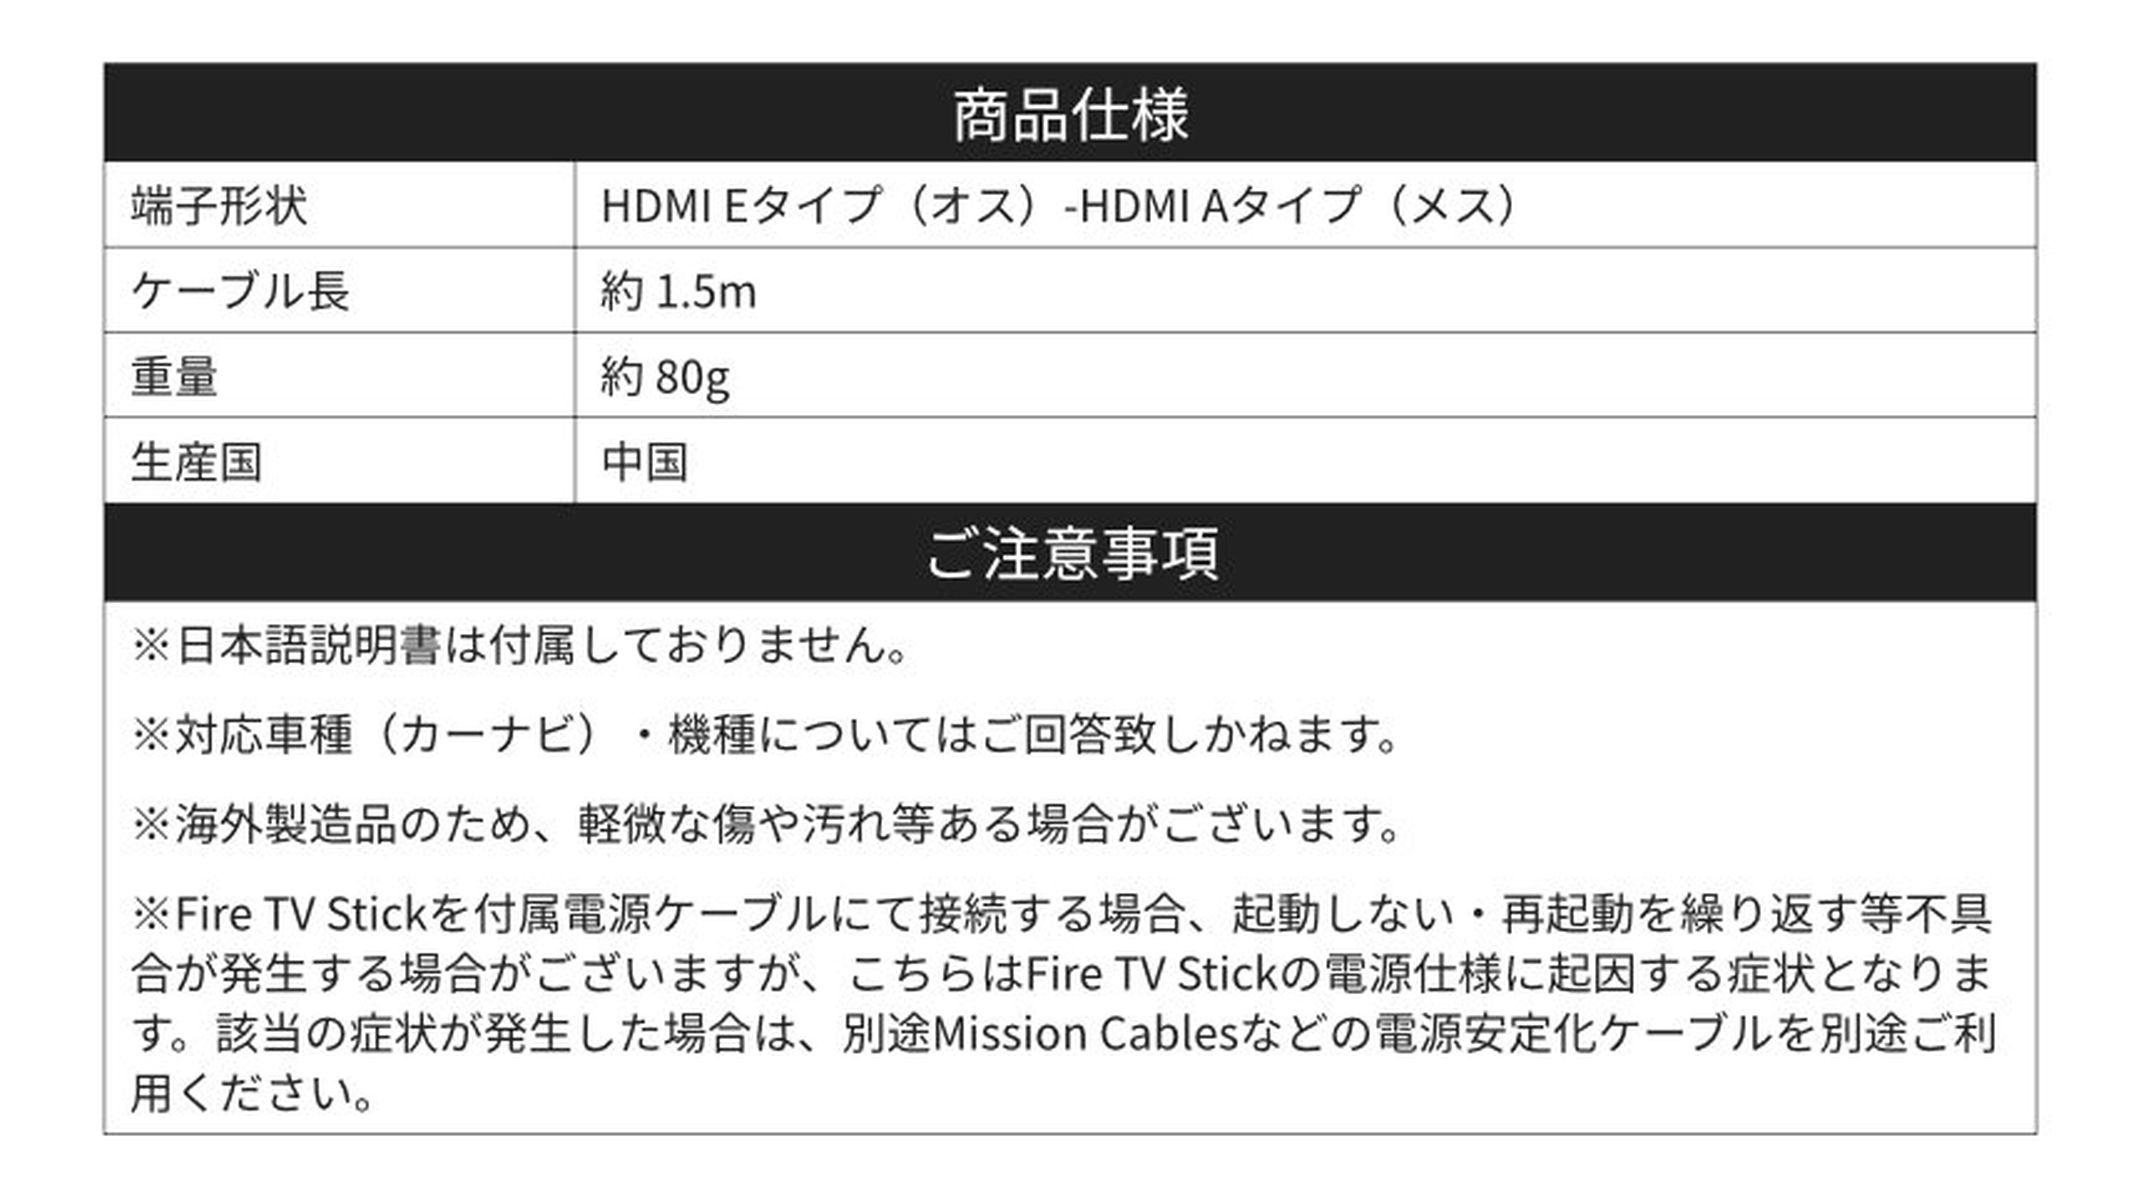 商品仕様
端子形状 HDMI Eタイプ（オス）-HDMI Aタイプ（メス）
ケーブル長 約 1.5m
重量 約 80g
生産国 中国
ご注意事項
※日本語説明書は付属しておりません。
※対応車種（カーナビ）・機種についてはご回答致しかねます。
※海外製造品のため、軽微な傷や汚れ等ある場合がございます。
※Fire TV Stickを付属電源ケーブルにて接続する場合、起動しない・再起動を繰り返す等不具
合が発生する場合がございますが、こちらはFire TV Stickの電源仕様に起因する症状となりま
す。該当の症状が発生した場合は、別途Mission Cablesなどの電源安定化ケーブルを別途ご利
用ください。